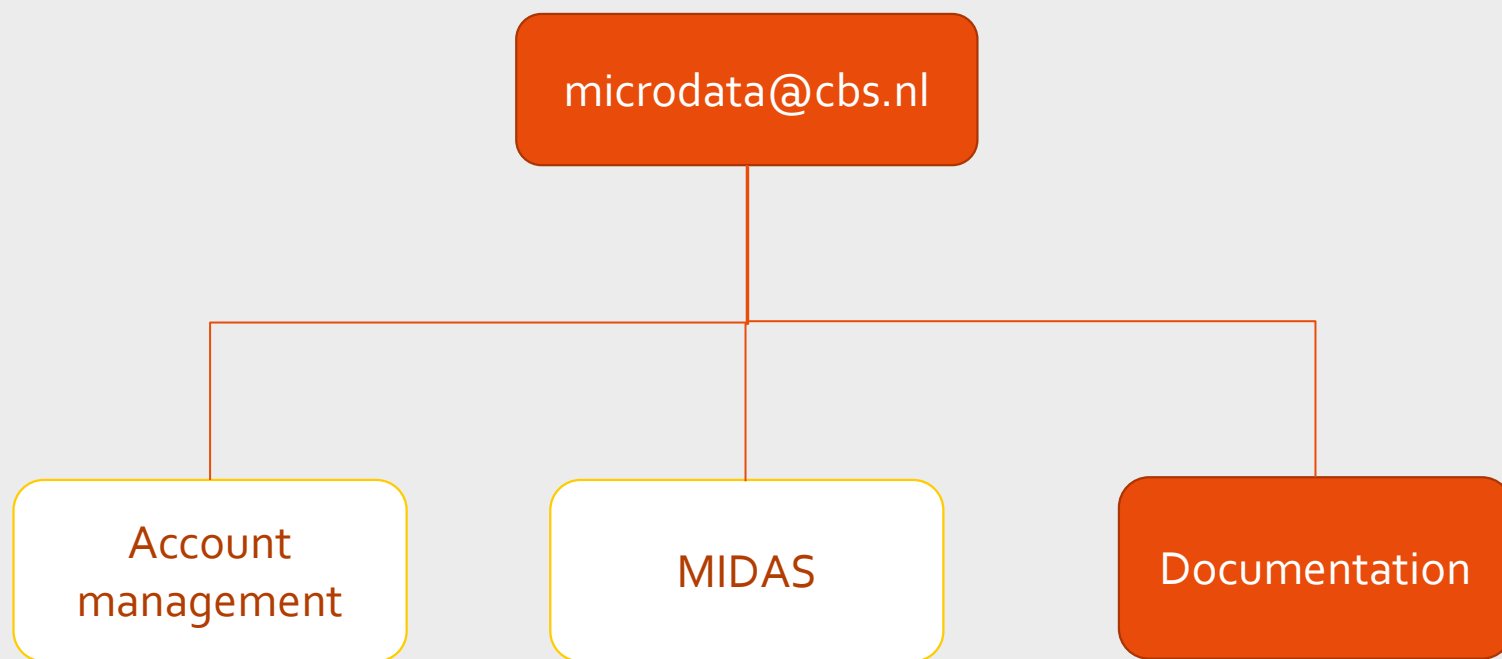 microdata@cbs.nl
Account
management
MIDAS
Documentation